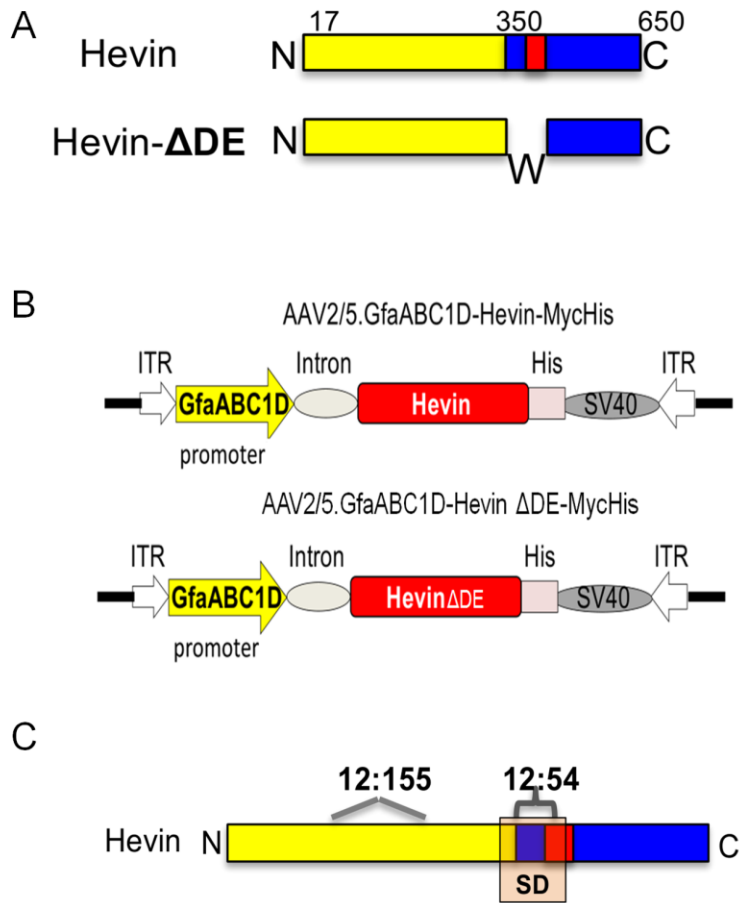 A
17 350 650
Hevin N C
Hevin-ΔDE N W C
B
AAV2/5.GfaABC1D-Hevin-MycHis
ITR Intron His ITR
GfaABC1D Hevin SV40
promoter
AAV2/5.GfaABC1D-Hevin ΔDE-MycHis
ITR Intron His ITR
GfaABC1D HevinΔDE SV40
promoter
C
12:155 12:54
Hevin N C
SD